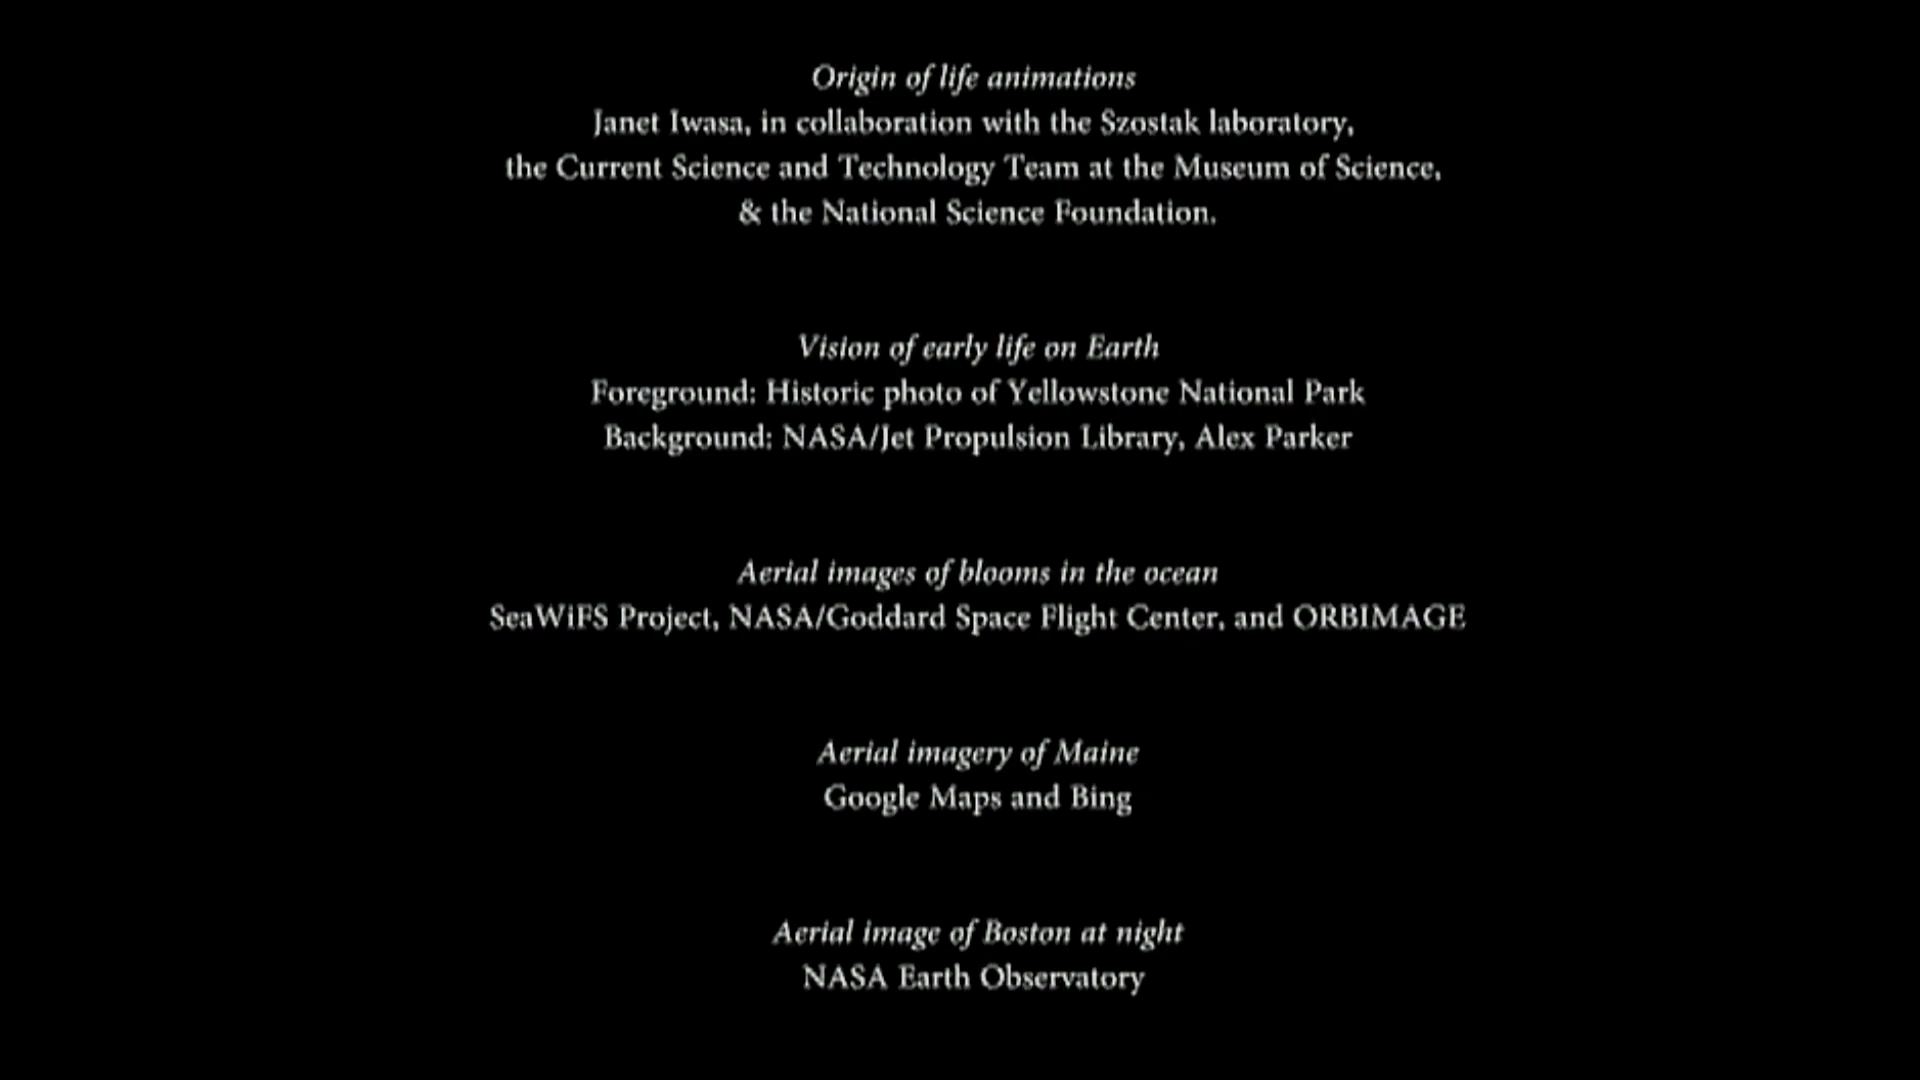 Origin of life animations
Janet Iwasa, in collaboration with the Szostak laboratory,
the Current Science and Technology Team at the Museum of Science,
& the National Science Foundation.
Vision of early life on Earth
Foreground: Historic photo of Yellowstone National Park
Background: NASA/Jet Propulsion Library, Alex Parker
Aerial images of blooms in the ocean
SeaWiFS Project, NASA/Goddard Space Flight Center, and ORBIMAGE
Aerial imagery of Maine
Google Maps and Bing
Aerial image of Boston at night
NASA Earth Observatory